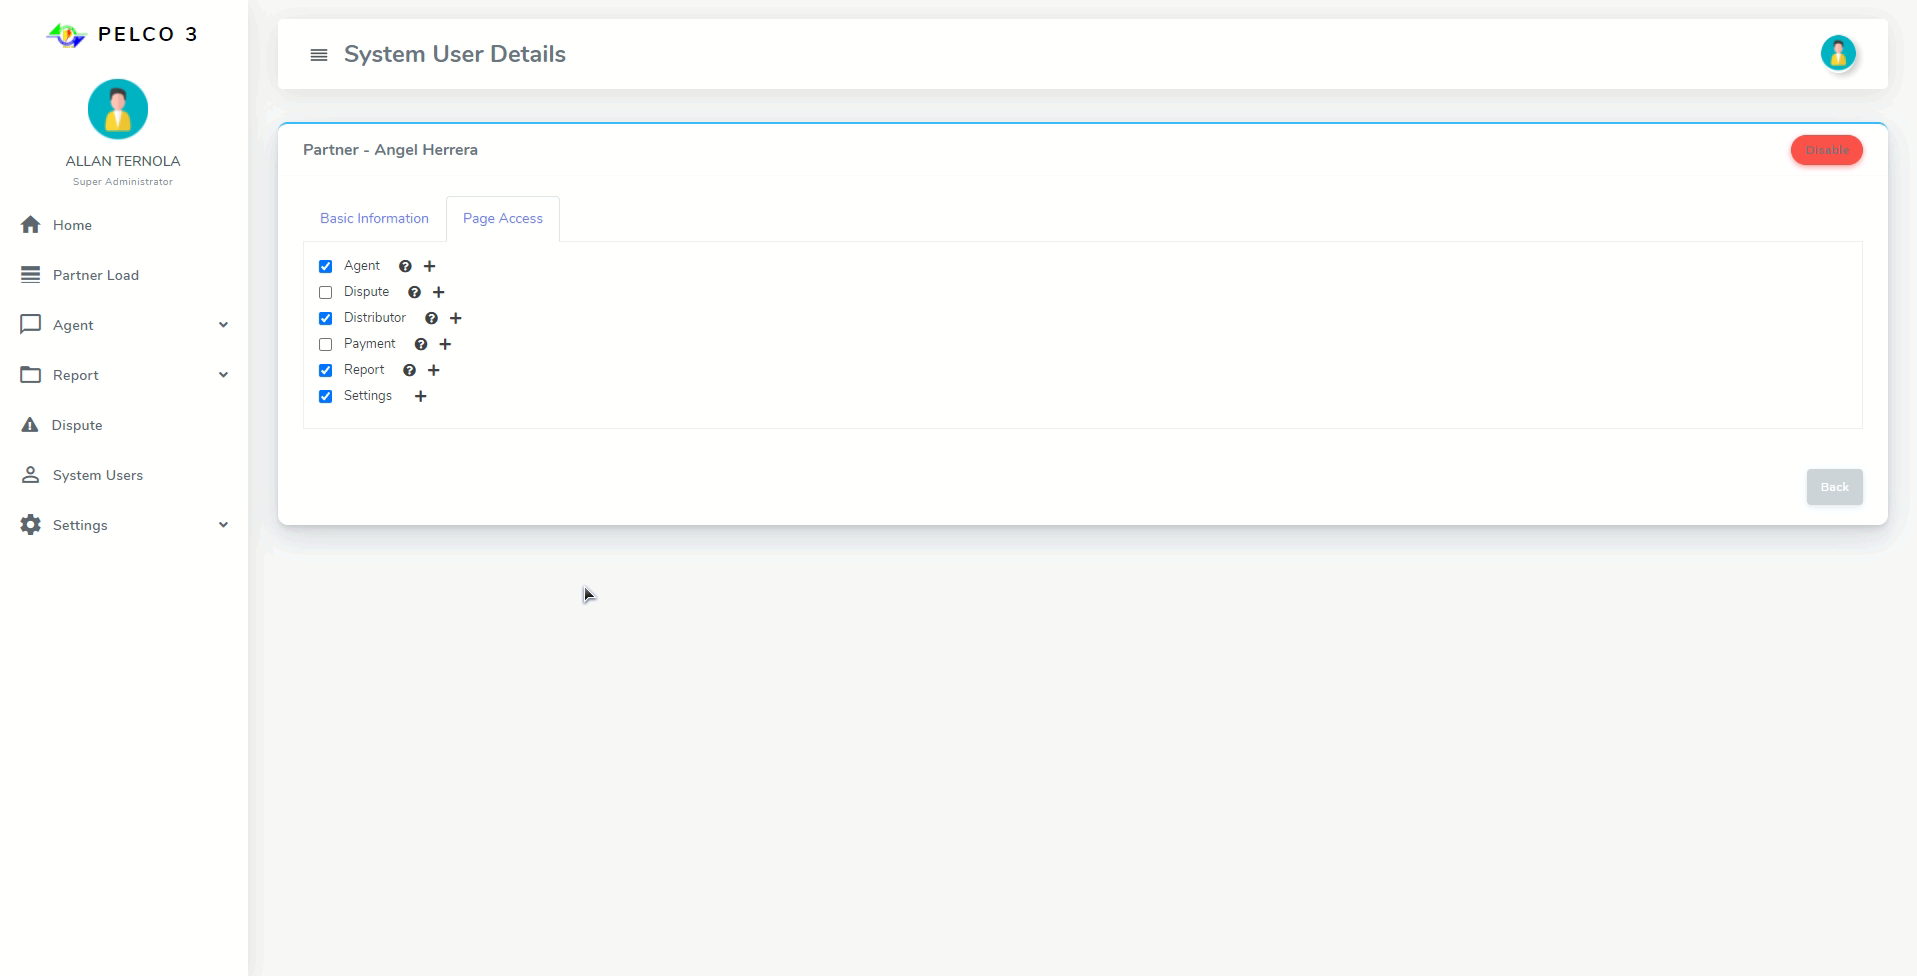 PELCO 3
ALLAN TERNOLA
Super Administrator
Home
Partner Load
Agent
Report
Dispute
System Users
Settings
System User Details
Partner - Angel Herrera
Disable
Basic Information
Page Access
Agent
Dispute
Distributor
Payment
Report
Settings
Back